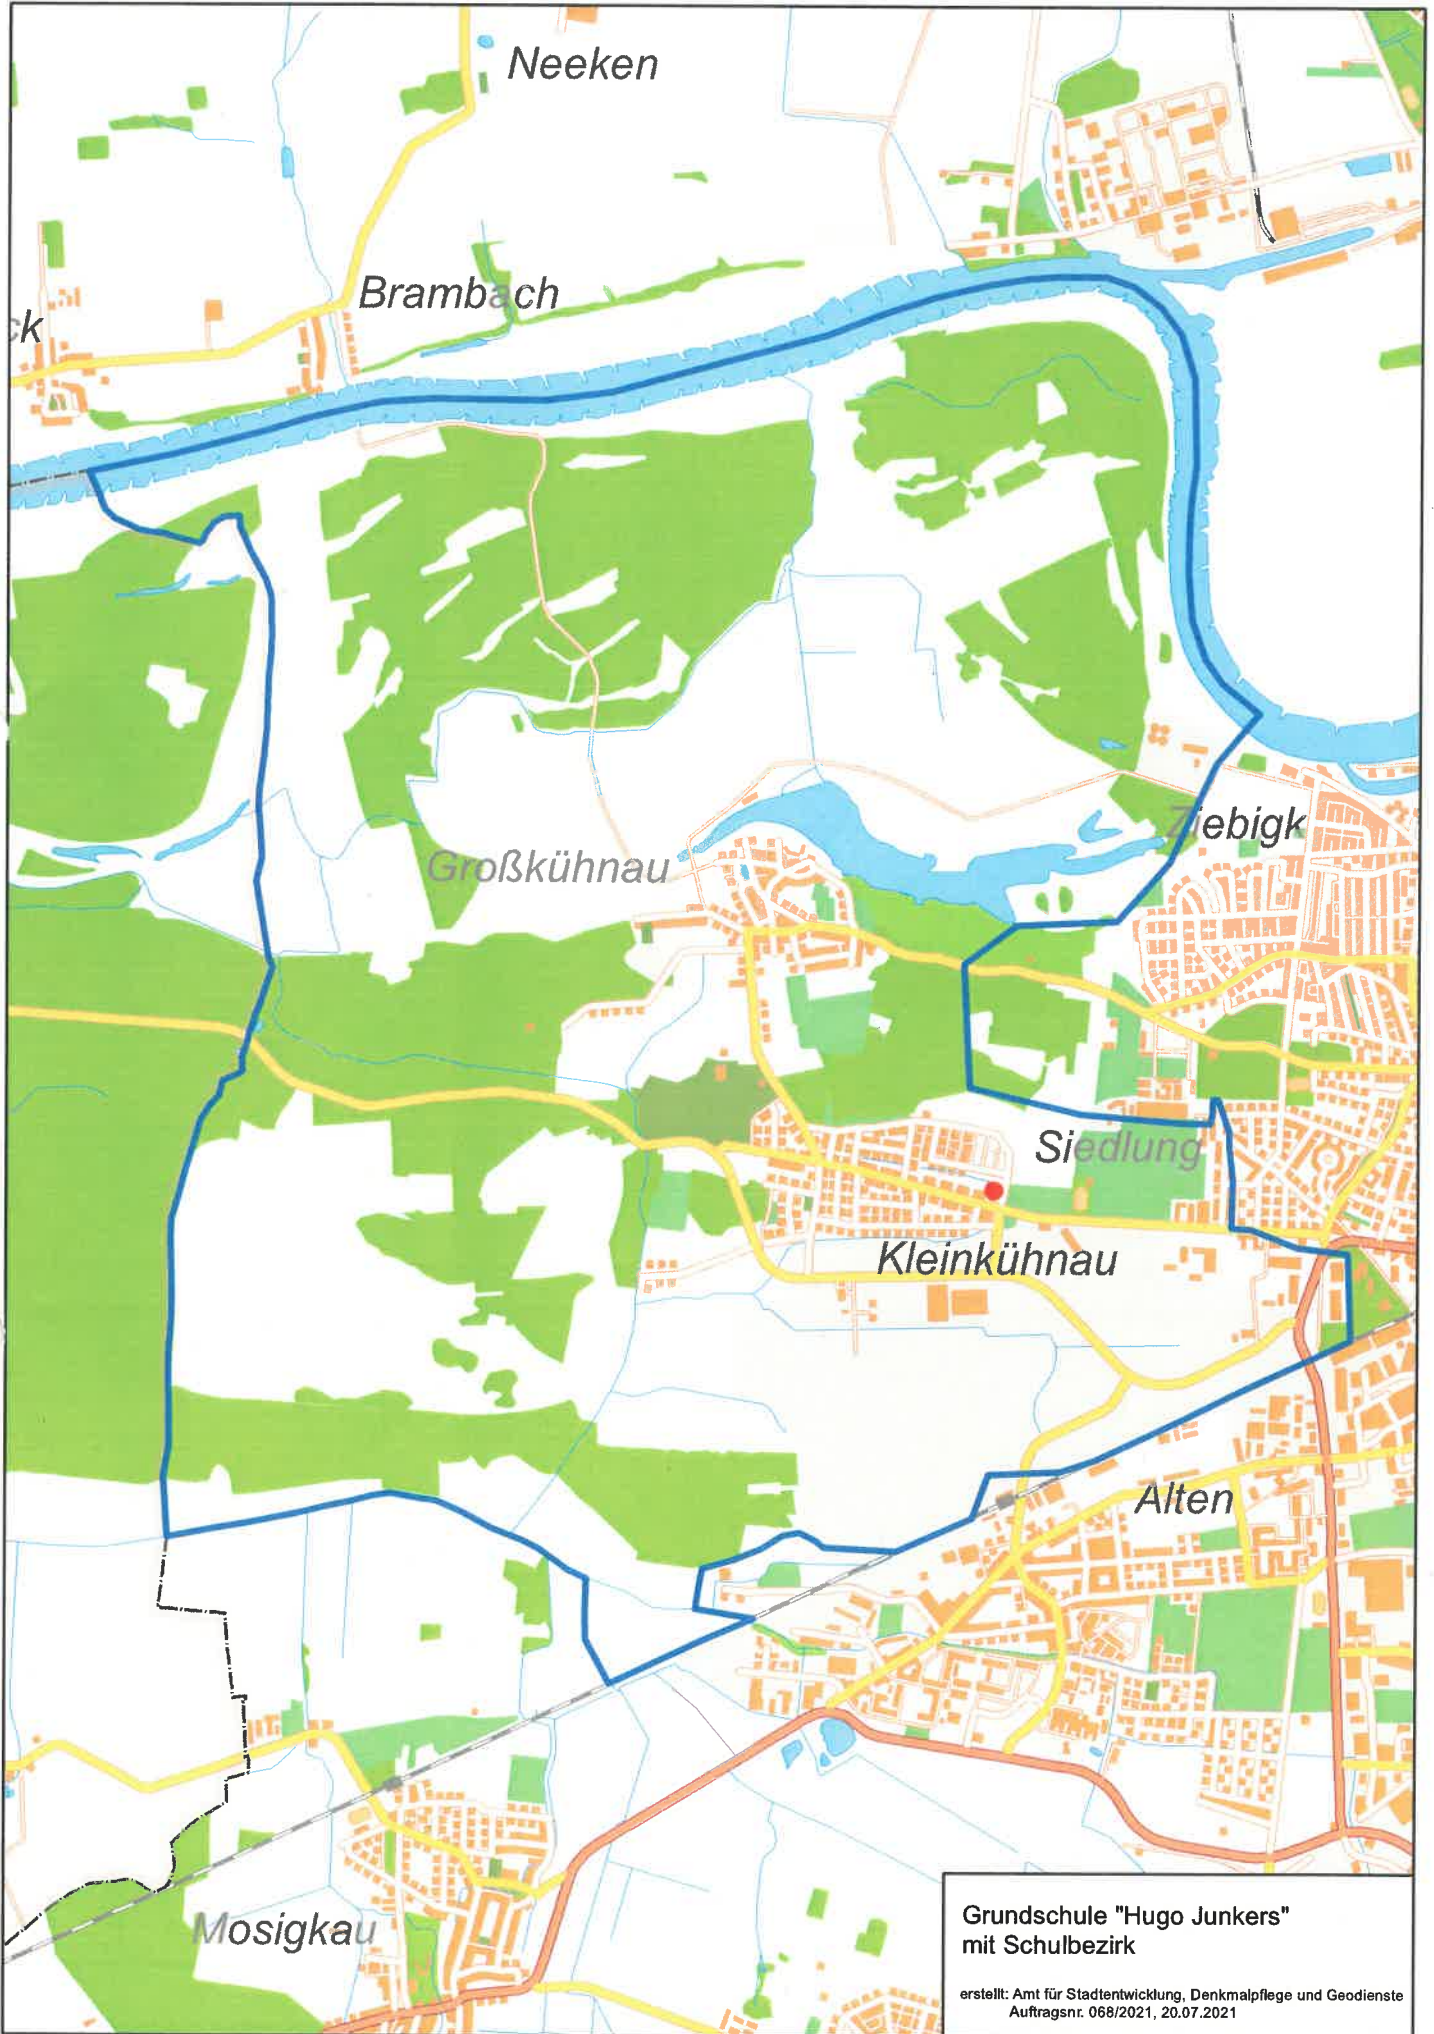 Neeken
Brambach
ck
Ziebigk
Großkühnau
Siedlung
Kleinkühnau
Alten
Mosigkau
Grundschule "Hugo Junkers"
mit Schulbezirk
erstellt: Amt für Stadtentwicklung, Denkmalpflege und Geodienste
Auftragsnr. 068/2021, 20.07.2021